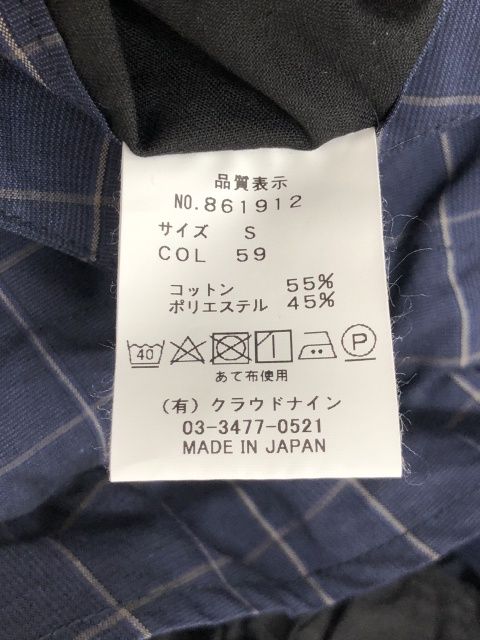 品質表示
NO.861912
サイズ S
COL 59
コットン 55%
ポリエステル 45%
40 P
あて布使用
(有) クラウドナイン
03-3477-0521
MADE IN JAPAN